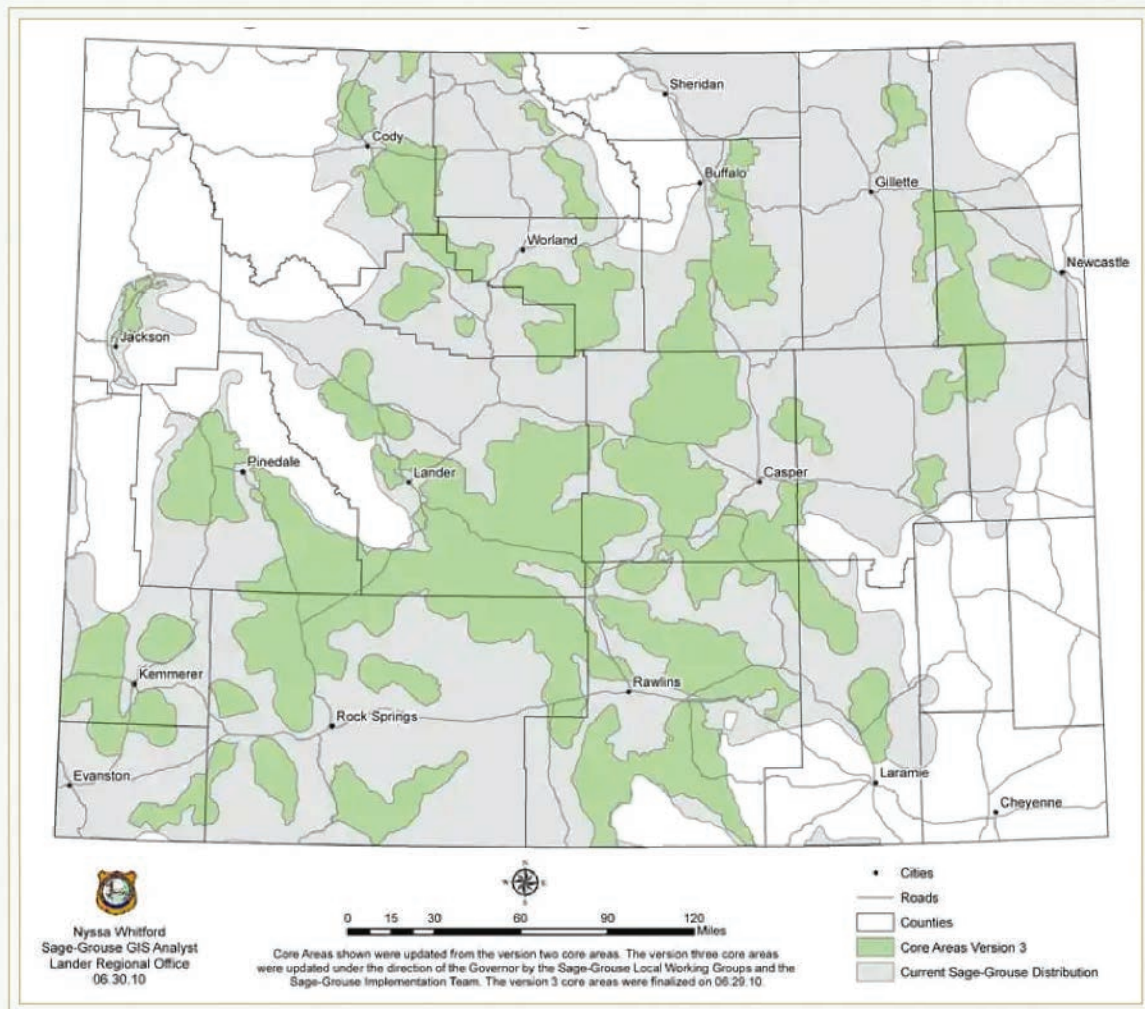 Sheridan
Cody
Buffalo
Gillette
Worland
Newcastle
Jackson
Pinedale
Lander
Casper
Kemmerer
Rawlins
Rock Springs
Evanston
Laramie
Cheyenne
Nyssa Whitford
Sage-Grouse GIS Analyst
Lander Regional Office
06.30.10
N
W E
S
0 15 30 60 90 120
Miles
Core Areas shown were updated from the version two core areas. The version three core areas
were updated under the direction of the Governor by the Sage-Grouse Local Working Groups and the
Sage-Grouse Implementation Team. The version 3 core areas were finalized on 06.29.10.
Cities
Roads
Counties
Core Areas Version 3
Current Sage-Grouse Distribution